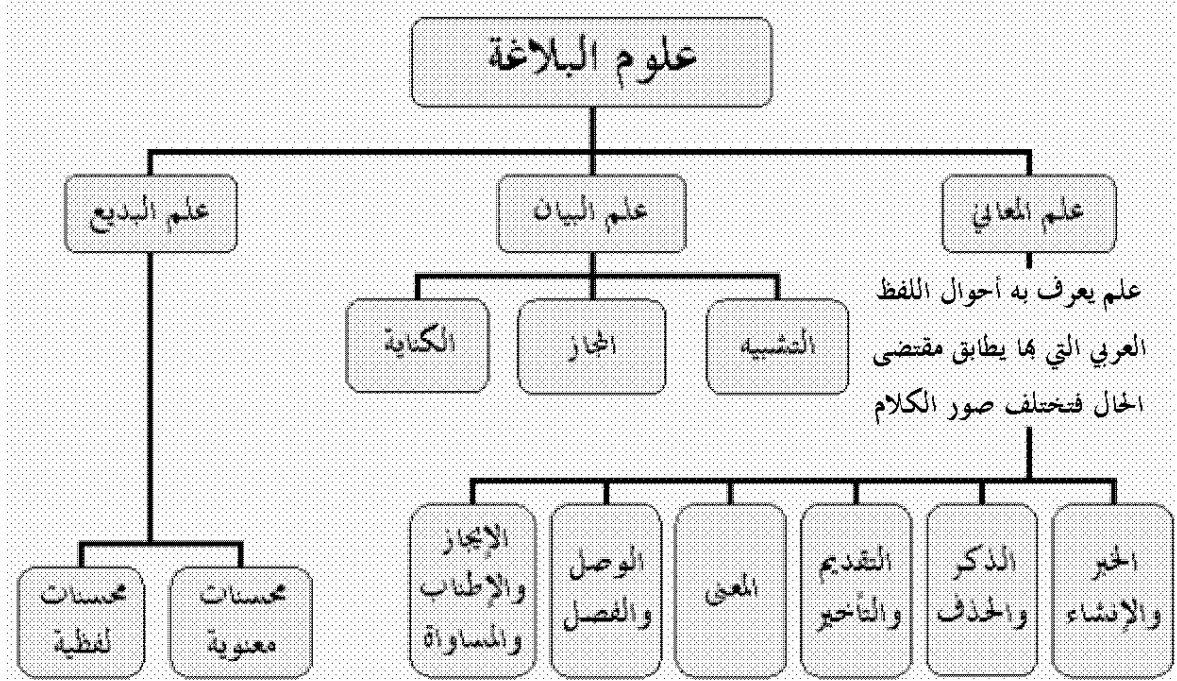 علوم البلاغة
علم المعاني
علم البيان
علم البديع
علم يعرف به أحوال اللفظ
العربي التي بها يطابق مقتضى
الحال فتختلف صور الكلام
التشبيه
المجاز
الكناية
الخبر
والإنشاء
الذكر
والحذف
التقديم
والتأخير
المعنى
الوصل
والفصل
الإيجاز
والإطناب
والمساواة
محسنات
معنوية
محسنات
لفظية